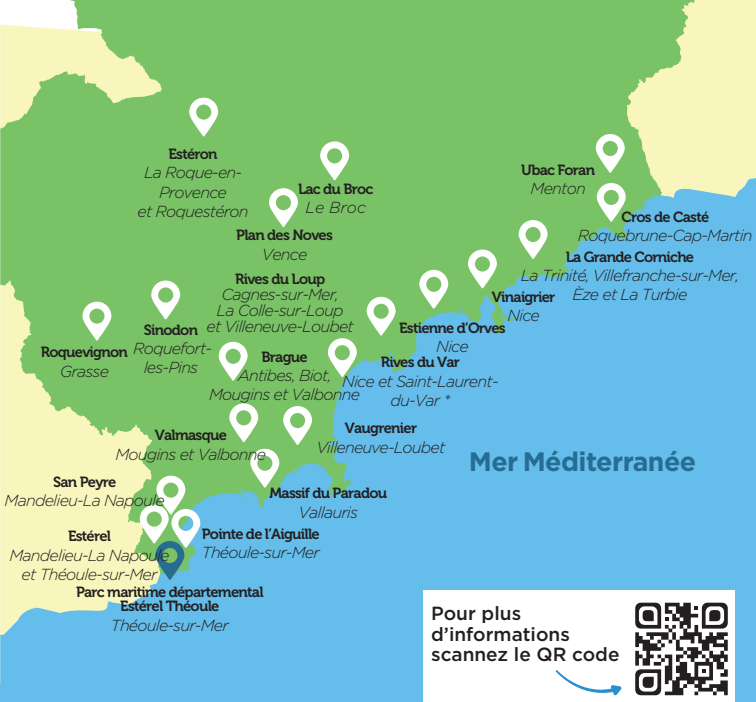 Estéron
La Roque-en-
Provence
et Roquestéron
Lac du Broc
Le Broc
Ubac Foran
Menton
Plan des Noves
Vence
Cros de Casté
Roquebrune-Cap-Martin
La Grande Corniche
La Trinité, Villefranche-sur-Mer,
Èze et La Turbie
Rives du Loup
Cagnes-sur-Mer,
La Colle-sur-Loup
et Villeneuve-Loubet
Vinaigrier
Nice
Sinodon
Roquefort-
les-Pins
Estienne d'Orves
Nice
Roquevignon
Grasse
Brague
Antibes, Biot,
Mougins et Valbonne
Rives du Var
Nice et Saint-Laurent-
du-Var *
Valmasque
Mougins et Valbonne
Vaugrenier
Villeneuve-Loubet
Mer Méditerranée
San Peyre
Mandelieu-La Napoule
Massif du Paradou
Vallauris
Estérel
Mandelieu-La Napoule
et Théoule-sur-Mer
Pointe de l'Aiguille
Théoule-sur-Mer
Parc maritime départemental
Estérel Théoule
Théoule-sur-Mer
Pour plus
d'informations
scannez le QR code